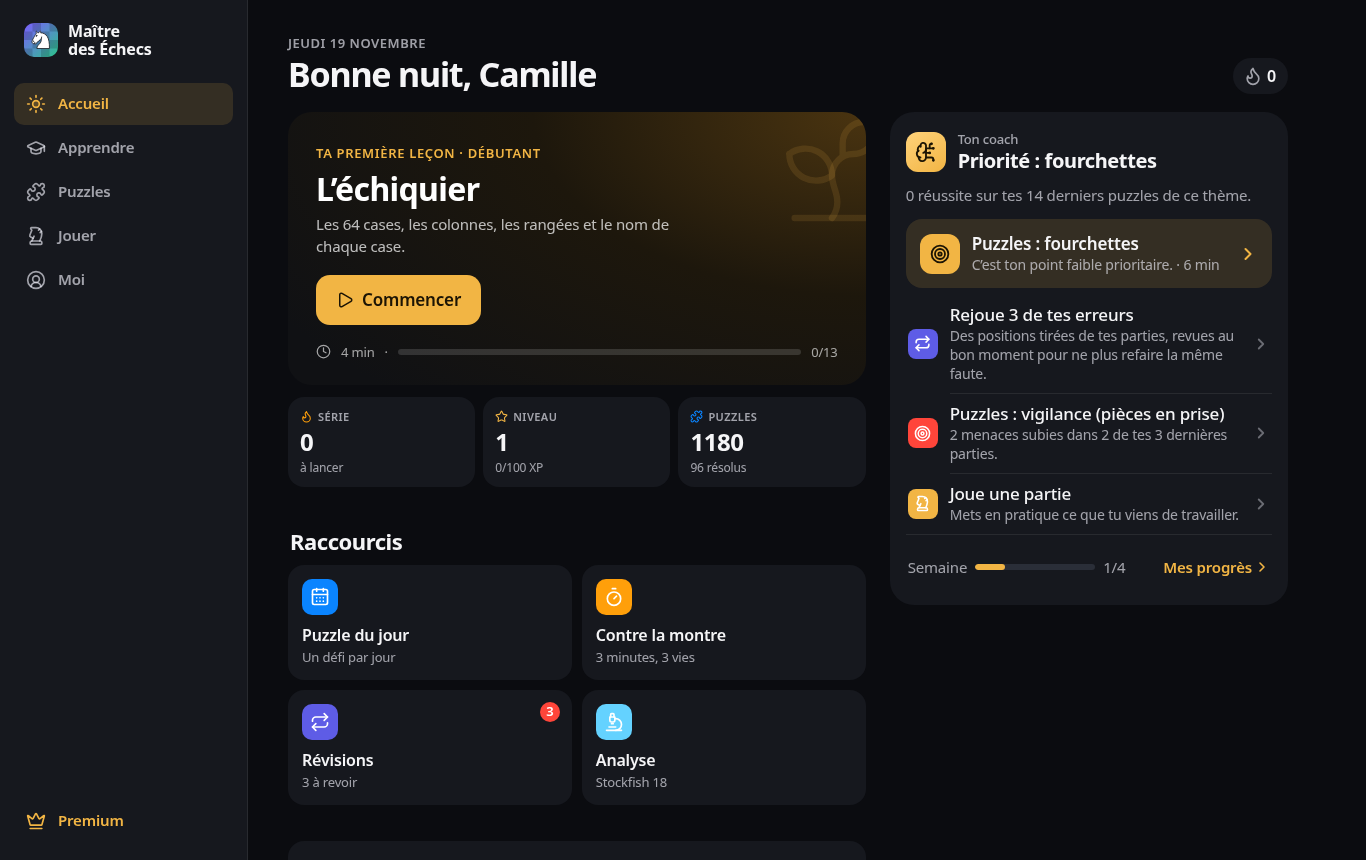 Maître
des Échecs
Accueil
Apprendre
Puzzles
Jouer
Moi
Premium
JEUDI 19 NOVEMBRE
Bonne nuit, Camille
0
TA PREMIÈRE LEÇON · DÉBUTANT
L’échiquier
Les 64 cases, les colonnes, les rangées et le nom de
chaque case.
Commencer
4 min ·
0/13
SÉRIE
0
à lancer
NIVEAU
1
0/100 XP
PUZZLES
1180
96 résolus
Raccourcis
Puzzle du jour
Un défi par jour
Contre la montre
3 minutes, 3 vies
3
Révisions
3 à revoir
Analyse
Stockfish 18
Ton coach
Priorité : fourchettes
0 réussite sur tes 14 derniers puzzles de ce thème.
Puzzles : fourchettes
C’est ton point faible prioritaire. · 6 min
Rejoue 3 de tes erreurs
Des positions tirées de tes parties, revues au
bon moment pour ne plus refaire la même
faute.
Puzzles : vigilance (pièces en prise)
2 menaces subies dans 2 de tes 3 dernières
parties.
Joue une partie
Mets en pratique ce que tu viens de travailler.
Semaine
1/4
Mes progrès